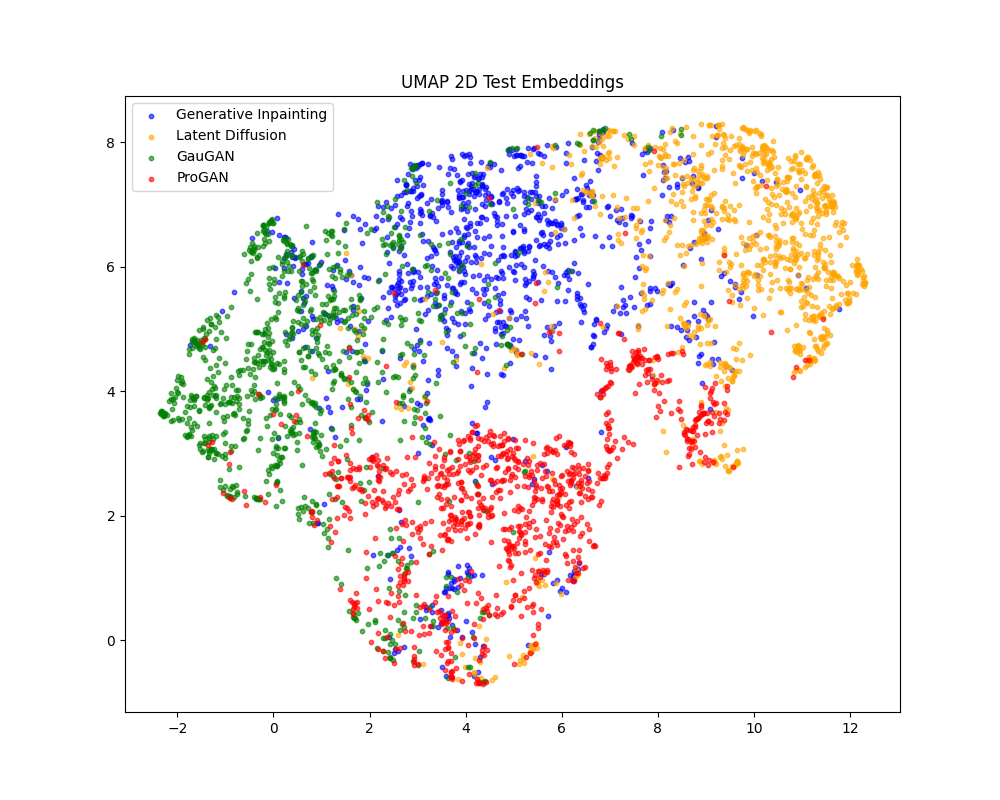 UMAP 2D Test Embeddings
Generative Inpainting
Latent Diffusion
GauGAN
ProGAN
8
6
4
2
0
−2 0 2 4 6 8 10 12